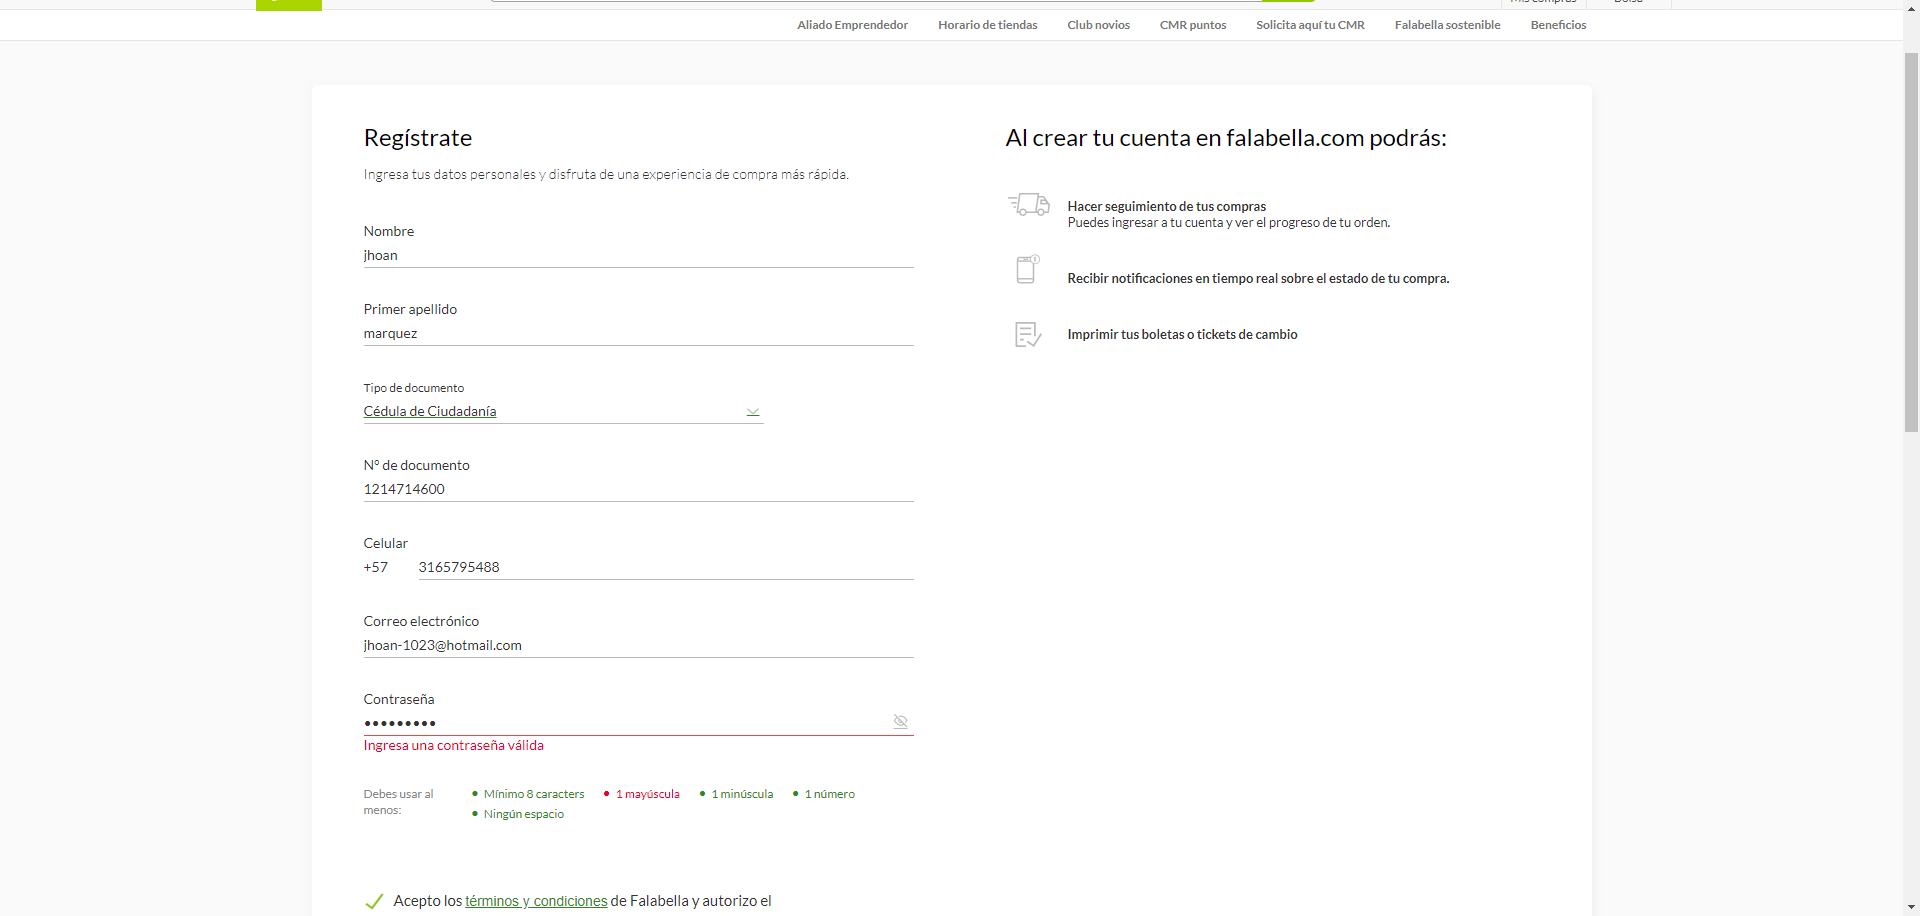 Aliado Emprendedor Horario de tiendas Club novios CMR puntos Solicita aquí tu CMR Falabella sostenible Beneficios
Regístrate
Ingresa tus datos personales y disfruta de una experiencia de compra más rápida.
Nombre
jhoan
Primer apellido
marquez
Tipo de documento
Cédula de Ciudadanía
N° de documento
1214714600
Celular
+57 3165795488
Correo electrónico
jhoan-1023@hotmail.com
Contraseña
•••••••••
Ingresa una contraseña válida
Debes usar al
menos:
• Mínimo 8 caracters • 1 mayúscula • 1 minúscula • 1 número
• Ningún espacio
Acepto los términos y condiciones de Falabella y autorizo el
Al crear tu cuenta en falabella.com podrás:
Hacer seguimiento de tus compras
Puedes ingresar a tu cuenta y ver el progreso de tu orden.
Recibir notificaciones en tiempo real sobre el estado de tu compra.
Imprimir tus boletas o tickets de cambio